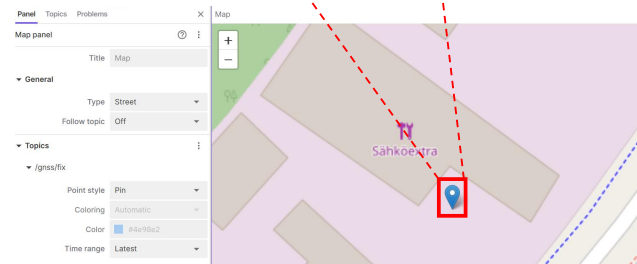 Panel Topics Problems
Map
Map panel
Title Map
General
Type Street
Follow topic Off
Topics
/gnss/fix
Point style Pin
Coloring Automatic
Color #4e98e2
Time range Latest
+
−
Sähköextra